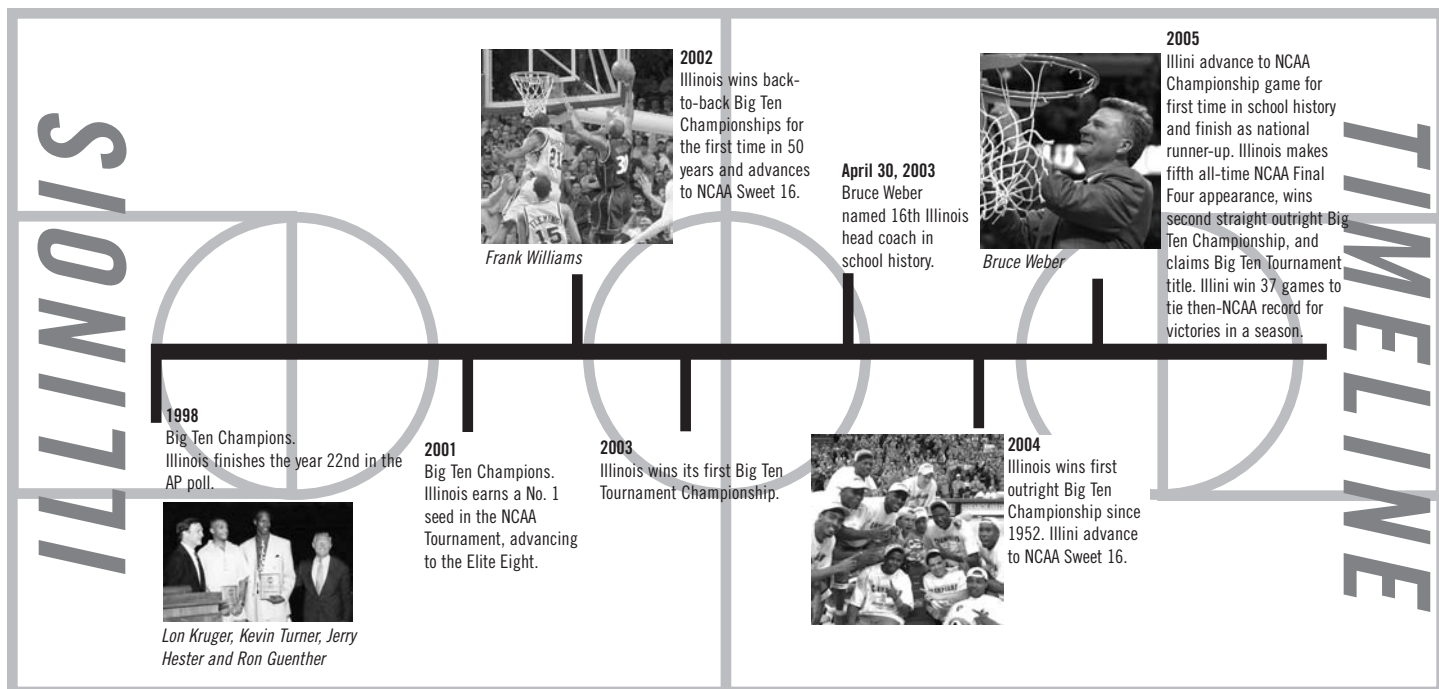 ILLINOIS
1998
Big Ten Champions.
Illinois finishes the year 22nd in the
AP poll.
Lon Kruger, Kevin Turner, Jerry
Hester and Ron Guenther
2001
Big Ten Champions.
Illinois earns a No. 1
seed in the NCAA
Tournament, advancing
to the Elite Eight.
30
15
Frank Williams
2002
Illinois wins back-
to-back Big Ten
Championships for
the first time in 50
years and advances
to NCAA Sweet 16.
2003
Illinois wins its first Big Ten
Tournament Championship.
April 30, 2003
Bruce Weber
named 16th Illinois
head coach in
school history.
2004
Illinois wins first
outright Big Ten
Championship since
1952. Illini advance
to NCAA Sweet 16.
Bruce Weber
2005
Illini advance to NCAA
Championship game for
first time in school history
and finish as national
runner-up. Illinois makes
fifth all-time NCAA Final
Four appearance, wins
second straight outright Big
Ten Championship, and
claims Big Ten Tournament
title. Illini win 37 games to
tie then-NCAA record for
victories in a season.
TIMELINE